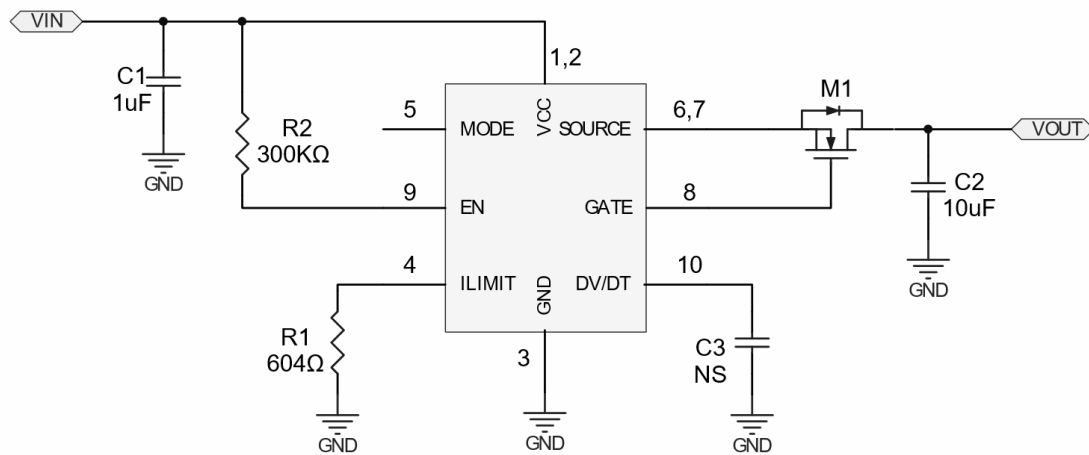 VIN
C1
1uF
GND
R2
300KΩ
1,2
5
MODE
VCC
SOURCE
6,7
M1
VOUT
9
EN
GATE
8
C2
10uF
GND
4
ILIMIT
GND
DV/DT
10
R1
604Ω
GND
3
GND
C3
NS
GND